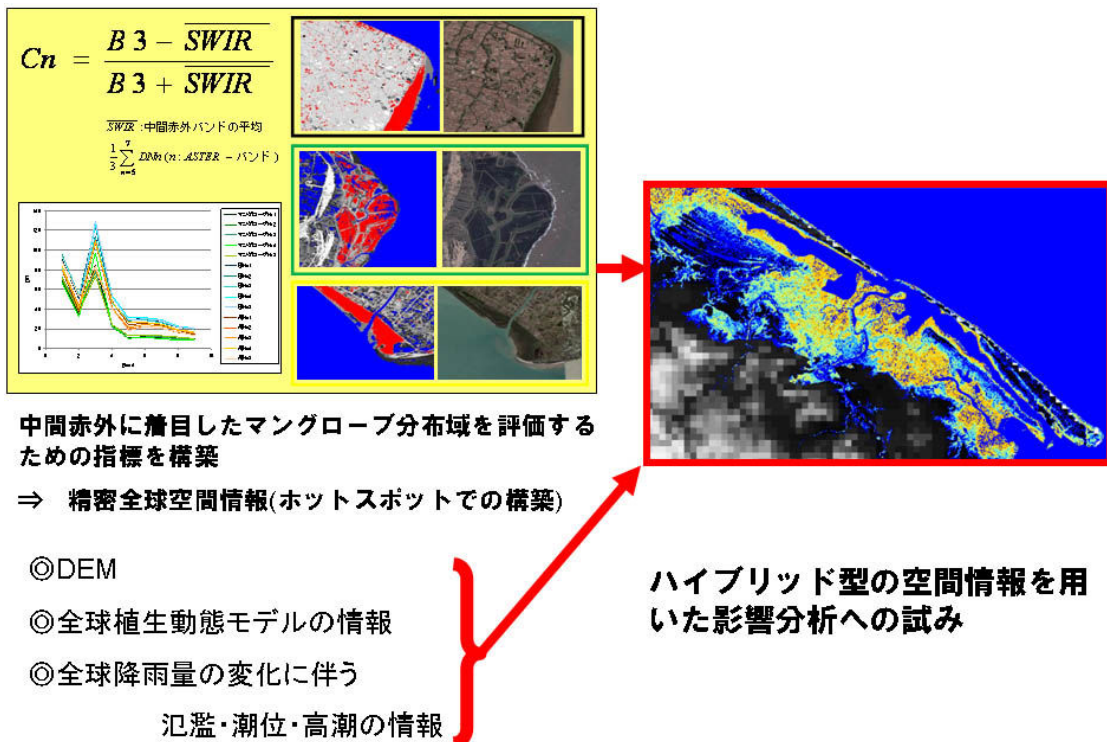 Cn = B 3 − SWIR / B 3 + SWIR
SWIR :中間赤外バンドの平均
1/3 ∑ DNn (n: ASTER − バンド )
7
中間赤外に着目したマングローブ分布域を評価する
ための指標を構築
⇒ 精密全球空間情報(ホットスポットでの構築)
◎DEM
◎全球植生動態モデルの情報
◎全球降雨量の変化に伴う
氾濫・潮位・高潮の情報
ハイブリッド型の空間情報を用
いた影響分析への試み